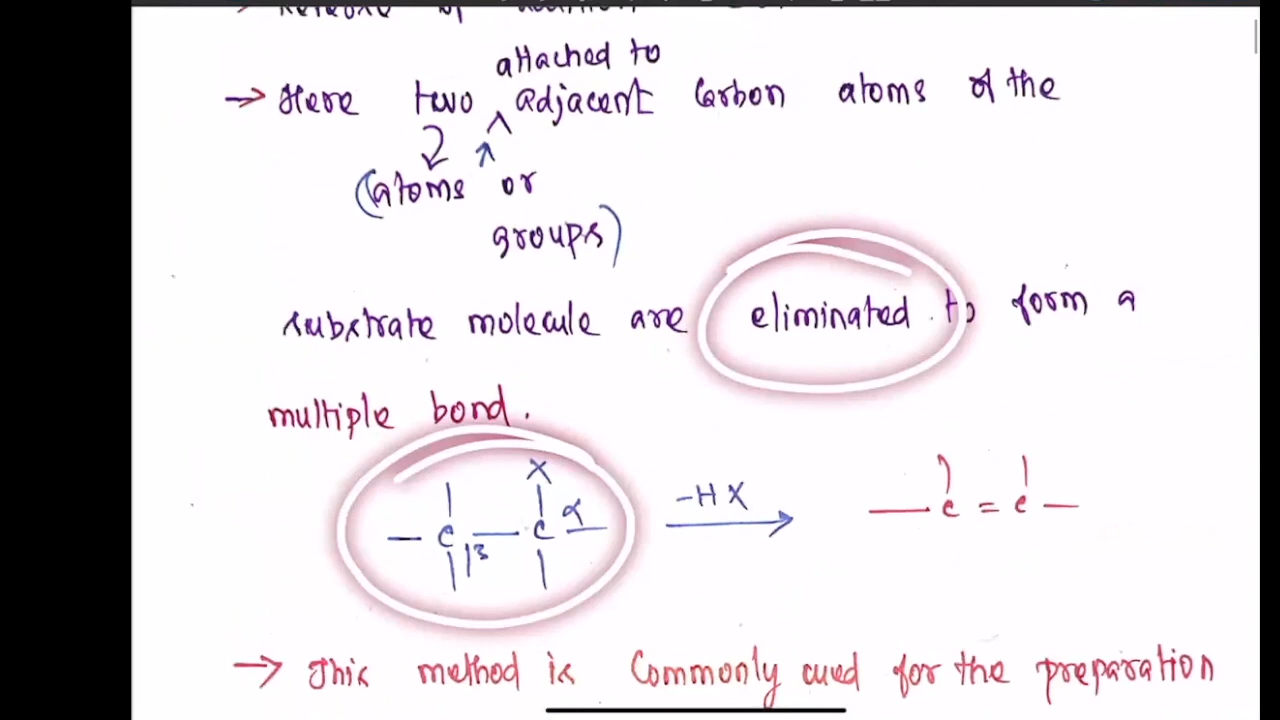 attached to
→ Here two ^ adjacent Carbon atoms of the
(atoms or
groups)
substrate molecule are eliminated to form a
multiple bond.
X
— C — C — α
β
-HX
— C = C —
→ This method is Commonly used for the preparation